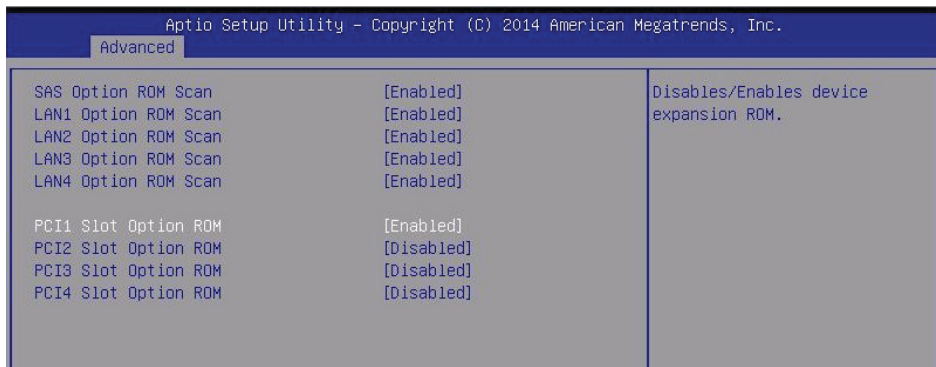 Aptio Setup Utility – Copyright (C) 2014 American Megatrends, Inc.
Advanced
SAS Option ROM Scan [Enabled]
LAN1 Option ROM Scan [Enabled]
LAN2 Option ROM Scan [Enabled]
LAN3 Option ROM Scan [Enabled]
LAN4 Option ROM Scan [Enabled]
PCI1 Slot Option ROM [Enabled]
PCI2 Slot Option ROM [Disabled]
PCI3 Slot Option ROM [Disabled]
PCI4 Slot Option ROM [Disabled]
Disables/Enables device
expansion ROM.